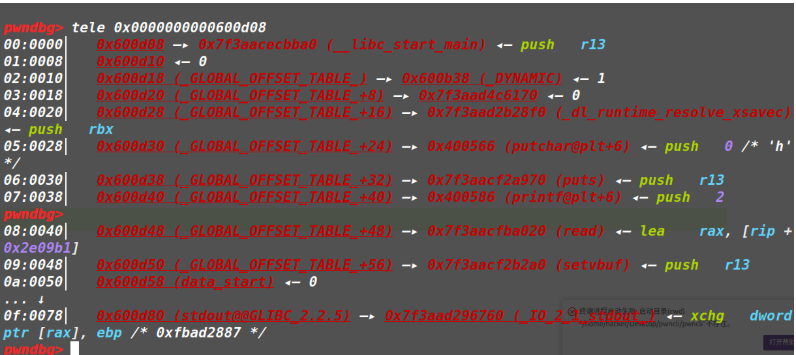 pwndbg> tele 0x0000000000600d08
00:0000│ 0x600d08 —▸ 0x7f3aacecbba0 (__libc_start_main) ◂— push r13
01:0008│ 0x600d10 ◂— 0
02:0010│ 0x600d18 (_GLOBAL_OFFSET_TABLE_) —▸ 0x600b38 (_DYNAMIC) ◂— 1
03:0018│ 0x600d20 (_GLOBAL_OFFSET_TABLE_+8) —▸ 0x7f3aad4c6170 ◂— 0
04:0020│ 0x600d28 (_GLOBAL_OFFSET_TABLE_+16) —▸ 0x7f3aad2b28f0 (_dl_runtime_resolve_xsavec)
◂— push rbx
05:0028│ 0x600d30 (_GLOBAL_OFFSET_TABLE_+24) —▸ 0x400566 (putchar@plt+6) ◂— push 0 /* 'h'
*/
06:0030│ 0x600d38 (_GLOBAL_OFFSET_TABLE_+32) —▸ 0x7f3aacf2a970 (puts) ◂— push r13
07:0038│ 0x600d40 (_GLOBAL_OFFSET_TABLE_+40) —▸ 0x400586 (printf@plt+6) ◂— push 2
pwndbg>
08:0040│ 0x600d48 (_GLOBAL_OFFSET_TABLE_+48) —▸ 0x7f3aacfba020 (read) ◂— lea rax, [rip +
0x2e09b1]
09:0048│ 0x600d50 (_GLOBAL_OFFSET_TABLE_+56) —▸ 0x7f3aacf2b2a0 (setvbuf) ◂— push r13
0a:0050│ 0x600d58 (data_start) ◂— 0
... ↓
0f:0078│ 0x600d80 (stdout@@GLIBC_2.2.5) —▸ 0x7f3aad296760 (_IO_2_1_stdout_) ◂— xchg dword
ptr [rax], ebp /* 0xfbad2887 */
pwndbg>